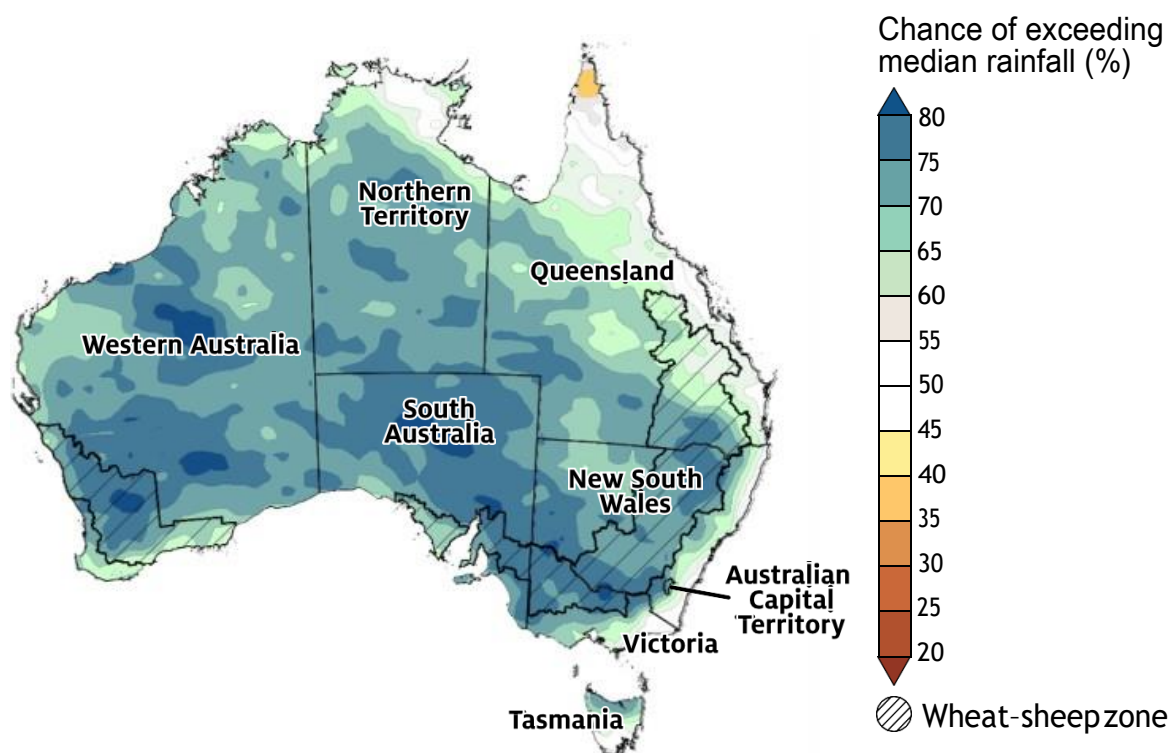 Chance of exceeding
median rainfall (%)
80
75
70
65
60
55
50
45
40
35
30
25
20
Wheat-sheep zone
Northern
Territory
Queensland
Western Australia
South
Australia
New South
Wales
Australian
Capital
Territory
Victoria
Tasmania